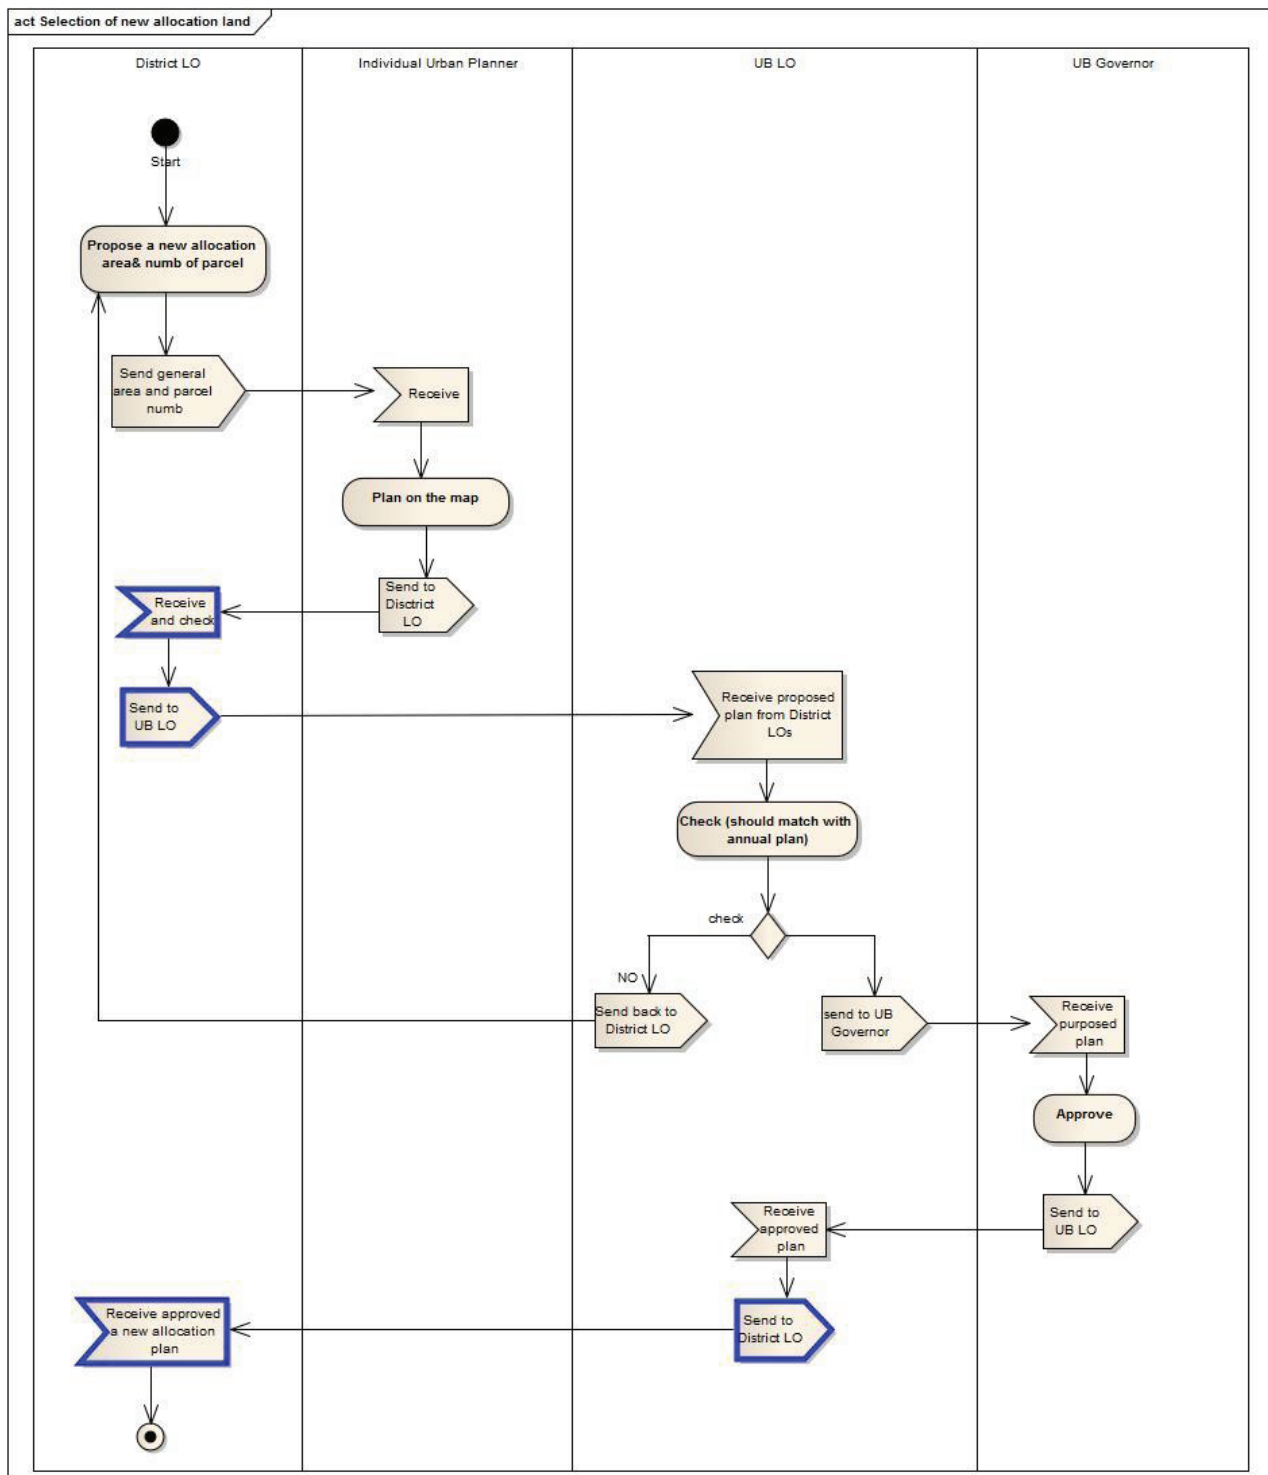 act Selection of new allocation land
District LO
Individual Urban Planner
UB LO
UB Governor
Start
Propose a new allocation
area& numb of parcel
Send general
area and parcel
numb
Receive
Plan on the map
Send to
Disctrict
LO
Receive
and check
Send to
UB LO
Receive proposed
plan from District
LOs
Check (should match with
annual plan)
check
NO
Send back to
District LO
send to UB
Governor
Receive
purposed
plan
Approve
Send to
UB LO
Receive
approved
plan
Send to
District LO
Receive approved
a new allocation
plan